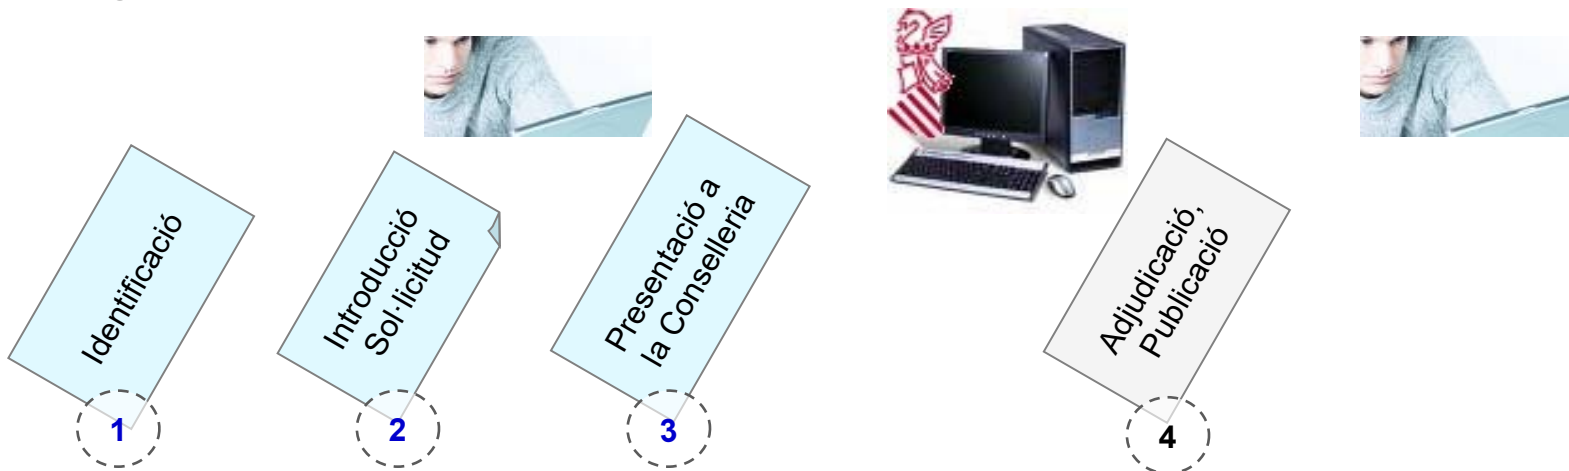 Identificació
1
Introducció
Sol·licitud
2
Presentació a
la Conselleria
3
Adjudicació,
Publicació
4